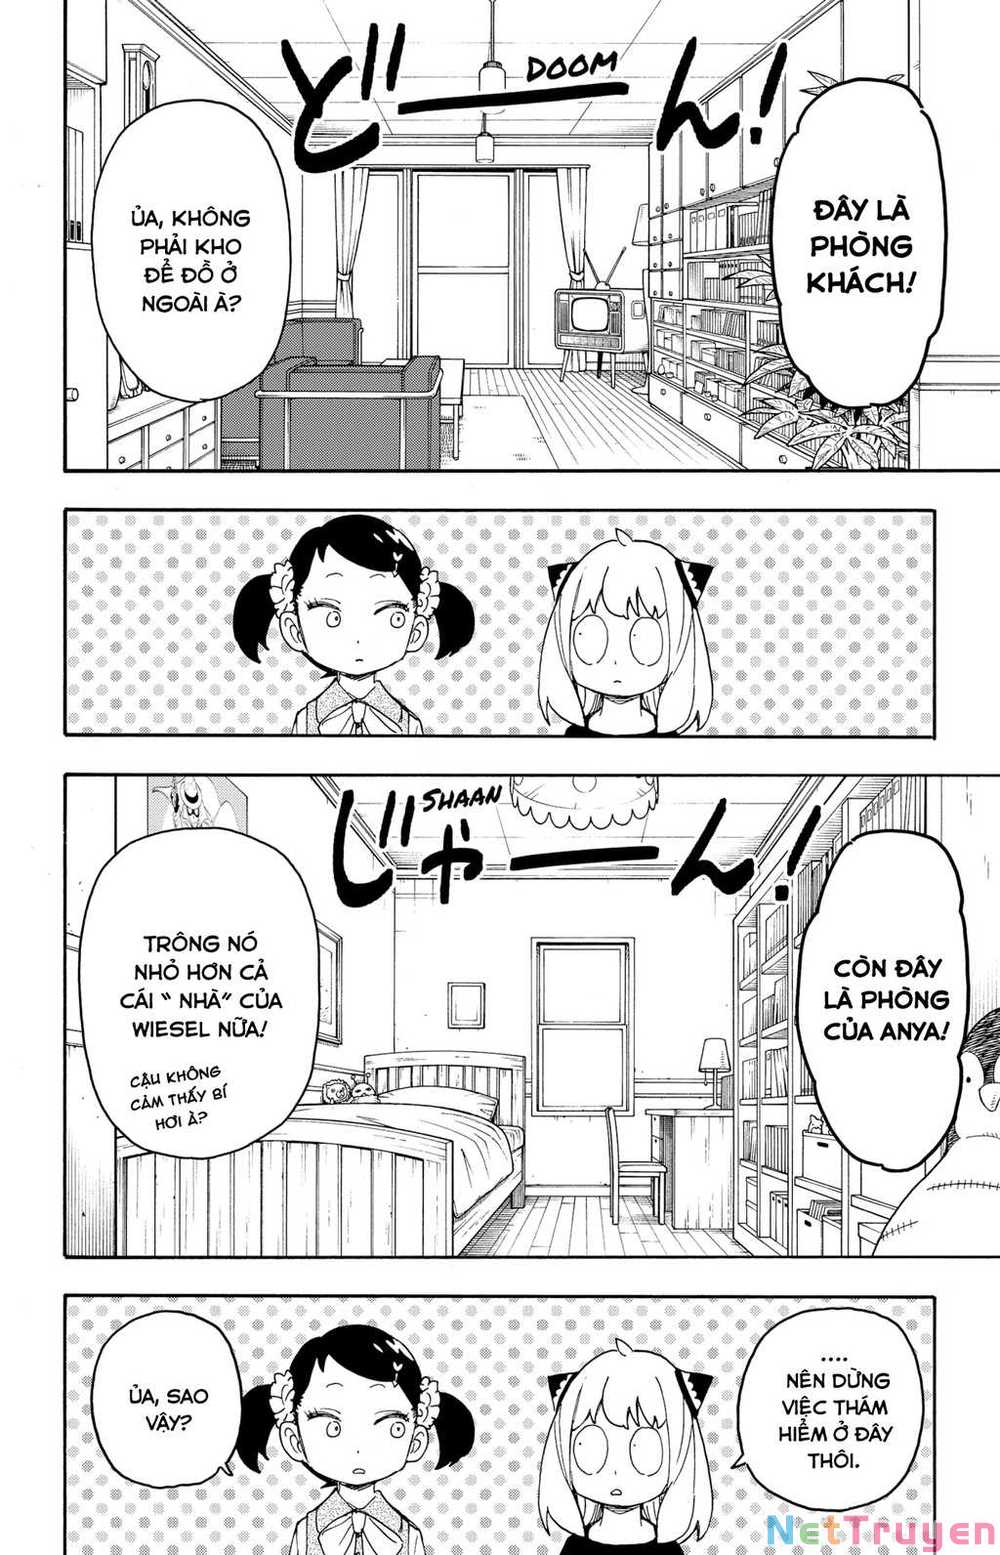 どーん!
DOOM
ĐÂY LÀ
PHÒNG
KHÁCH!
ỦA, KHÔNG
PHẢI KHO
ĐỂ ĐỒ Ở
NGOÀI À?
じゃーん!
SHAAN
CÒN ĐÂY
LÀ PHÒNG
CỦA ANYA!
TRÔNG NÓ
NHỎ HƠN CẢ
CÁI “ NHÀ” CỦA
WIESEL NỮA!
CẬU KHÔNG
CẢM THẤY BÍ
HƠI À?
....
NÊN DỪNG
VIỆC THÁM
HIỂM Ở ĐÂY
THÔI.
ỦA, SAO
VẬY?
NetTruyen